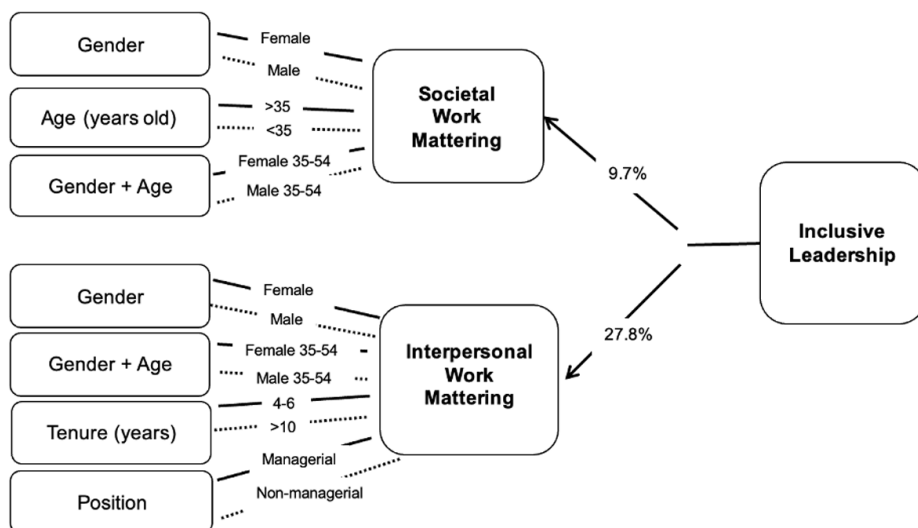 Gender
Female
Male
Age (years old)
>35
<35
Gender + Age
Female 35-54
Male 35-54
Societal
Work
Mattering
9.7%
Inclusive
Leadership
27.8%
Gender
Female
Male
Gender + Age
Female 35-54
Male 35-54
Tenure (years)
4-6
>10
Position
Managerial
Non-managerial
Interpersonal
Work
Mattering